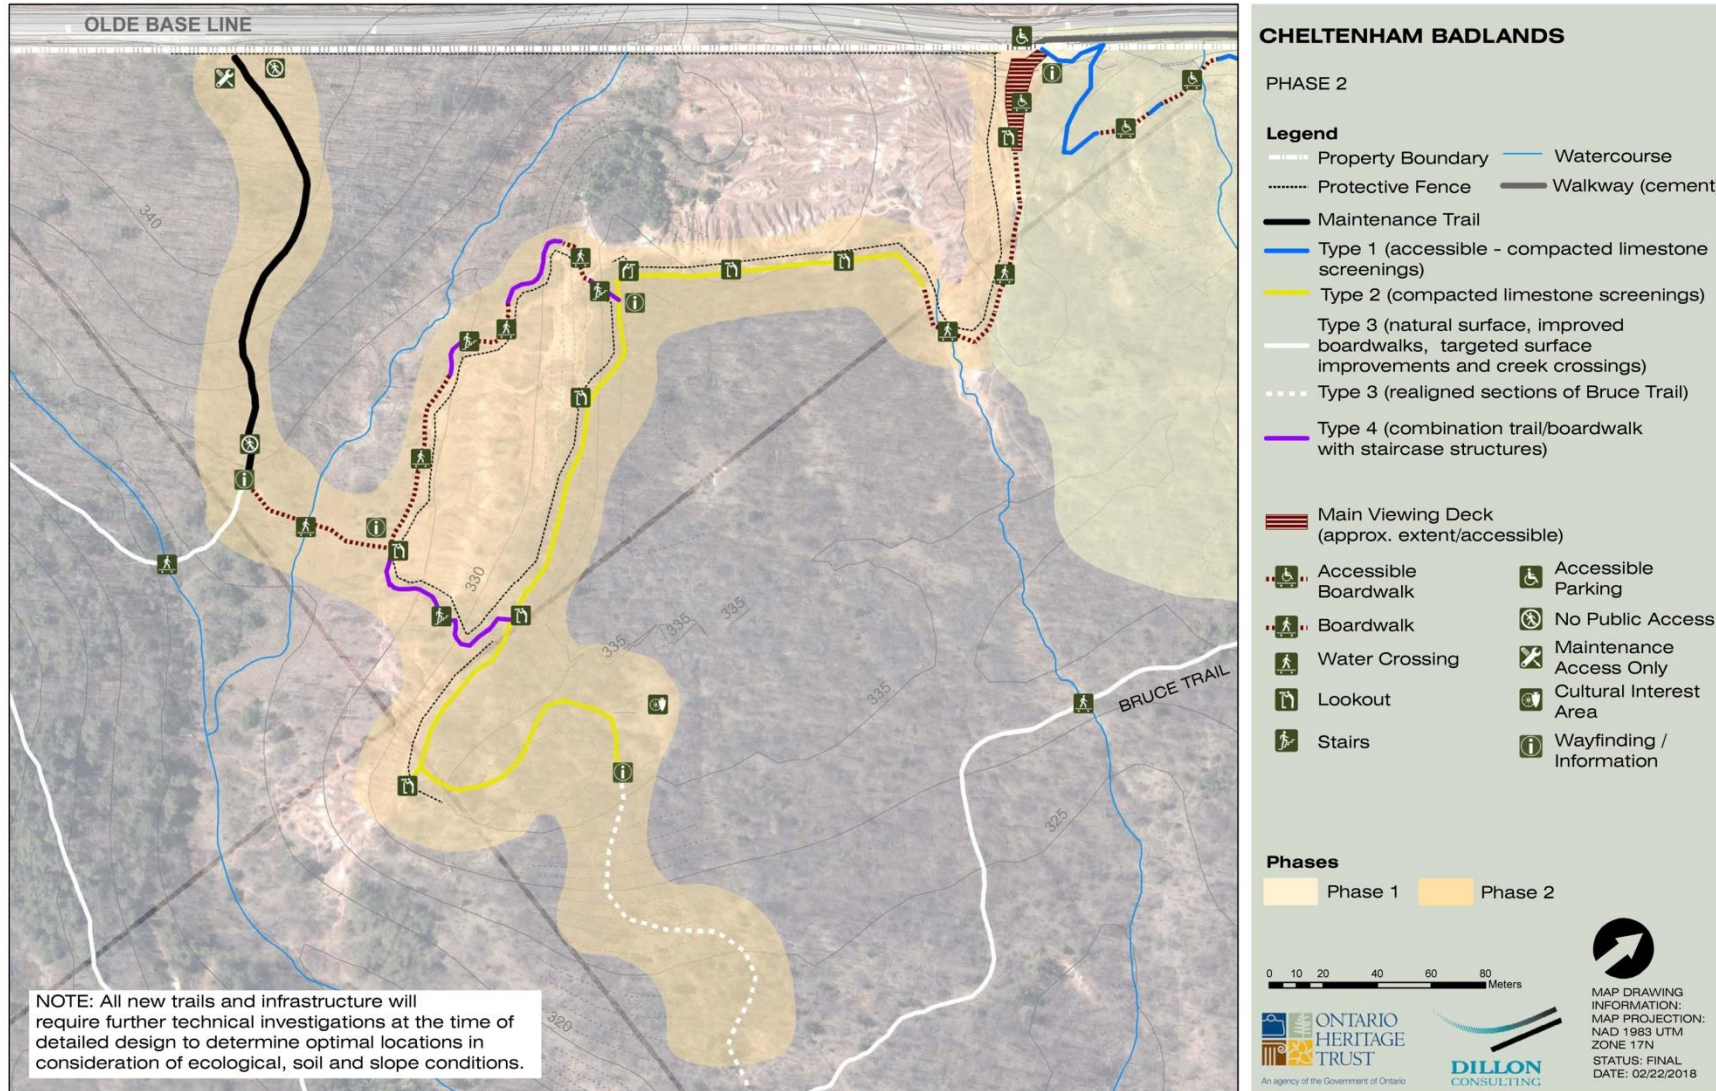 OLDE BASE LINE
340
330
335
335
335
335
335
325
320
BRUCE TRAIL
NOTE: All new trails and infrastructure will
require further technical investigations at the time of
detailed design to determine optimal locations in
consideration of ecological, soil and slope conditions.
CHELTENHAM BADLANDS
PHASE 2
Legend
Property Boundary
Watercourse
Protective Fence
Walkway (cement
Maintenance Trail
Type 1 (accessible - compacted limestone
screenings)
Type 2 (compacted limestone screenings)
Type 3 (natural surface, improved
boardwalks, targeted surface
improvements and creek crossings)
Type 3 (realigned sections of Bruce Trail)
Type 4 (combination trail/boardwalk
with staircase structures)
Main Viewing Deck
(approx. extent/accessible)
Accessible
Boardwalk
Boardwalk
Water Crossing
Lookout
Stairs
Accessible
Parking
No Public Access
Maintenance
Access Only
Cultural Interest
Area
Wayfinding /
Information
Phases
Phase 1
Phase 2
0 10 20 40 60 80
Meters
ONTARIO
HERITAGE
TRUST
An agency of the Government of Ontario
DILLON
CONSULTING
MAP DRAWING
INFORMATION:
MAP PROJECTION:
NAD 1983 UTM
ZONE 17N
STATUS: FINAL
DATE: 02/22/2018